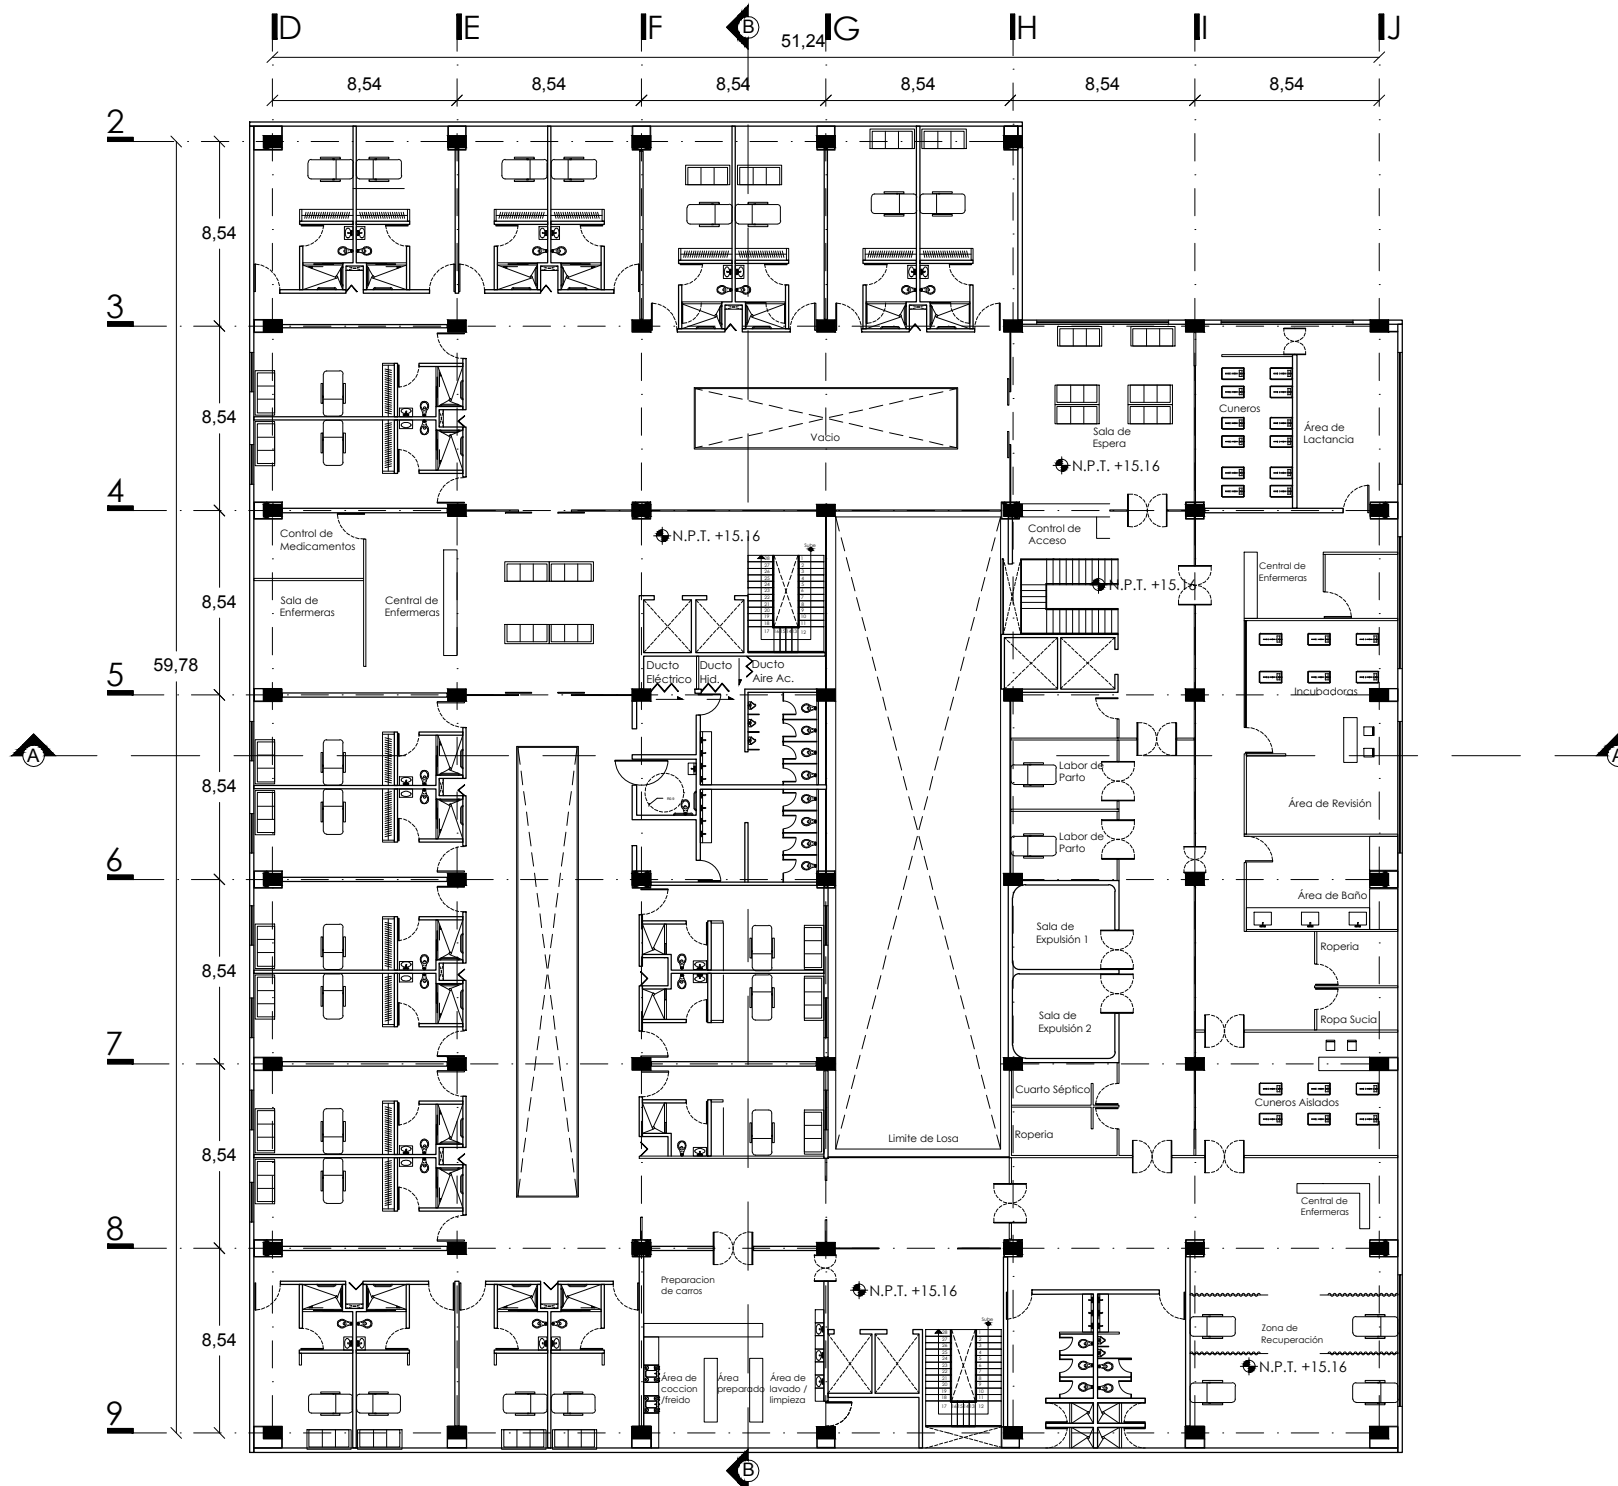 D E F B G H I J
51,24
8,54 8,54 8,54 8,54 8,54 8,54
2
8,54
3
8,54
Vacio
Cuneros
Sala de
Espera
Área de
Lactancia
N.P.T. +15.16
4
Control de
Medicamentos
N.P.T. +15.16
Sube
Control de
Acceso
Central de
Enfermeras
N.P.T. +15.16
8,54
Sala de
Enfermeras
Central de
Enfermeras
59,78
5
Ducto
Eléctrico
Ducto
Hid.
Ducto
Aire Ac.
Incubadoras
A
A
8,54
Labor de
Parto
Área de Revisión
Labor de
Parto
6
Área de Baño
Sala de
Expulsión 1
Roperia
8,54
Sala de
Expulsión 2
Ropa Sucia
7
Cuarto Séptico
Cuneros Aislados
Roperia
Limite de Losa
8,54
Central de
Enfermeras
8
Preparacion
de carros
N.P.T. +15.16
Sube
Zona de
Recuperación
N.P.T. +15.16
8,54
Área de
coccion
/freido
Área
preparado
Área de
lavado /
limpieza
9
B